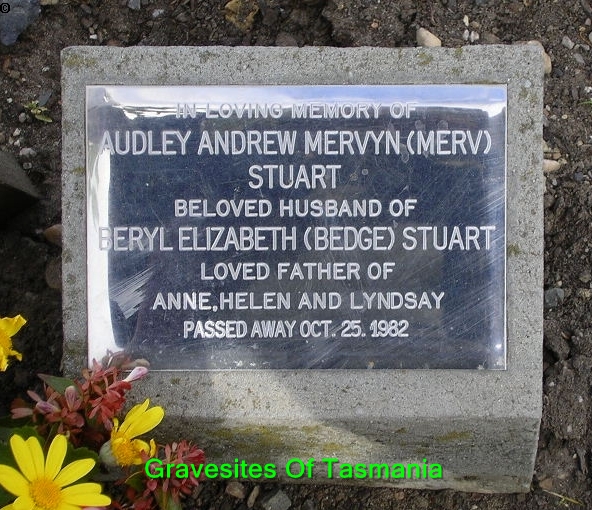 ©
IN LOVING MEMORY OF
AUDLEY ANDREW MERVYN (MERV)
STUART
BELOVED HUSBAND OF
BERYL ELIZABETH (BEDGE) STUART
LOVED FATHER OF
ANNE, HELEN AND LYNDSAY
PASSED AWAY OCT. 25. 1982
Gravesites Of Tasmania